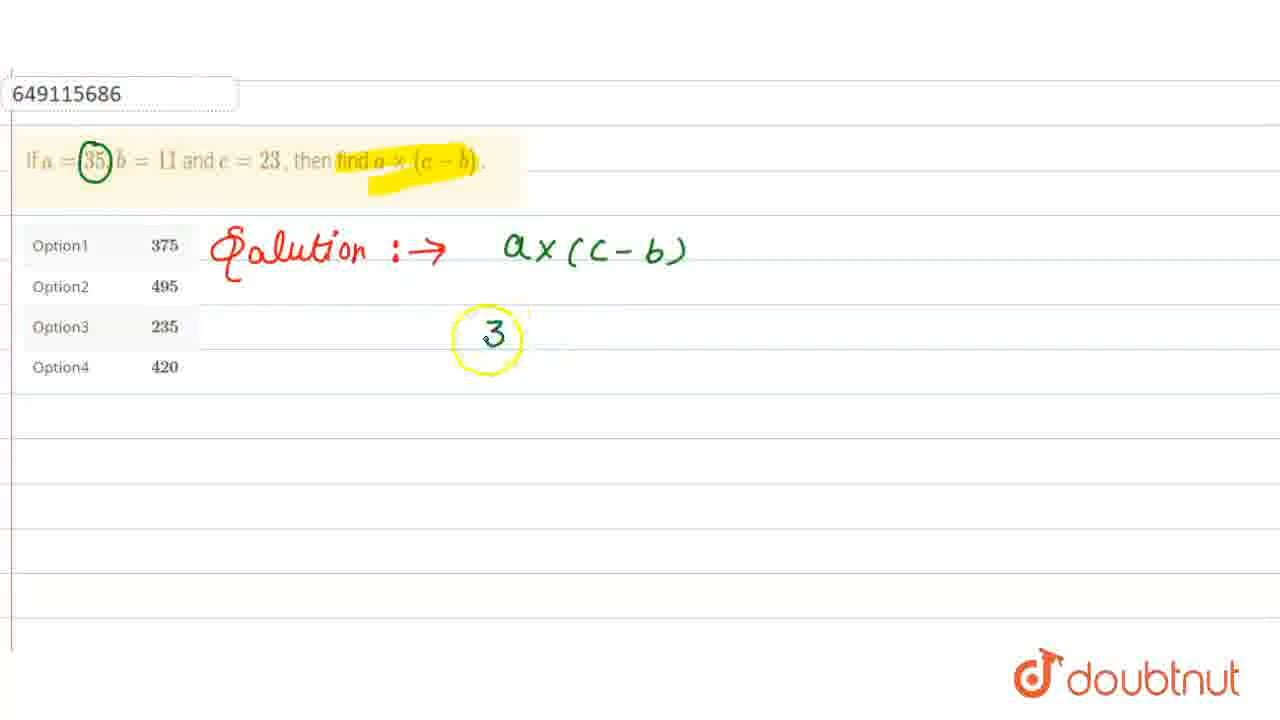 649115686
If a = 35, b = 11 and c = 23, then find a × (c − b).
Option1 375
Solution :→ a × (c - b)
Option2 495
Option3 235
3
Option4 420
doubtnut